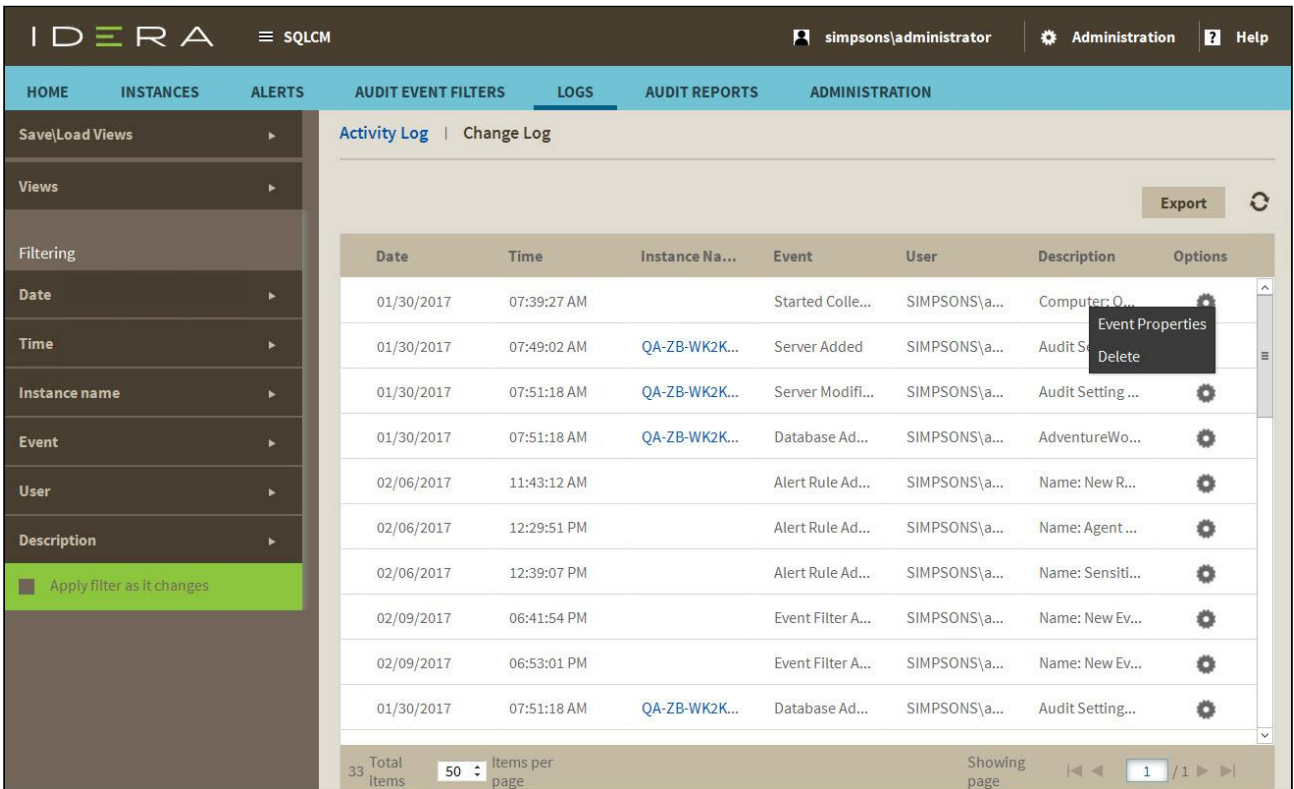 IDERA SQLCM simpsons\administrator Administration ? Help
HOME INSTANCES ALERTS AUDIT EVENT FILTERS LOGS AUDIT REPORTS ADMINISTRATION
Save\Load Views
Views
Filtering
Date
Time
Instance name
Event
User
Description
Apply filter as it changes
Activity Log | Change Log
Export
Date Time Instance Na... Event User Description Options
01/30/2017 07:39:27 AM Started Colle... SIMPSONS\a... Computer: O...
01/30/2017 07:49:02 AM QA-ZB-WK2K... Server Added SIMPSONS\a... Audit Se
Event Properties
Delete
01/30/2017 07:51:18 AM QA-ZB-WK2K... Server Modifi... SIMPSONS\a... Audit Setting ...
01/30/2017 07:51:18 AM QA-ZB-WK2K... Database Ad... SIMPSONS\a... AdventureWo...
02/06/2017 11:43:12 AM Alert Rule Ad... SIMPSONS\a... Name: New R...
02/06/2017 12:29:51 PM Alert Rule Ad... SIMPSONS\a... Name: Agent ...
02/06/2017 12:39:07 PM Alert Rule Ad... SIMPSONS\a... Name: Sensiti...
02/09/2017 06:41:54 PM Event Filter A... SIMPSONS\a... Name: New Ev...
02/09/2017 06:53:01 PM Event Filter A... SIMPSONS\a... Name: New Ev...
01/30/2017 07:51:18 AM QA-ZB-WK2K... Database Ad... SIMPSONS\a... Audit Setting...
33 Total items 50 Items per page Showing page 1 / 1